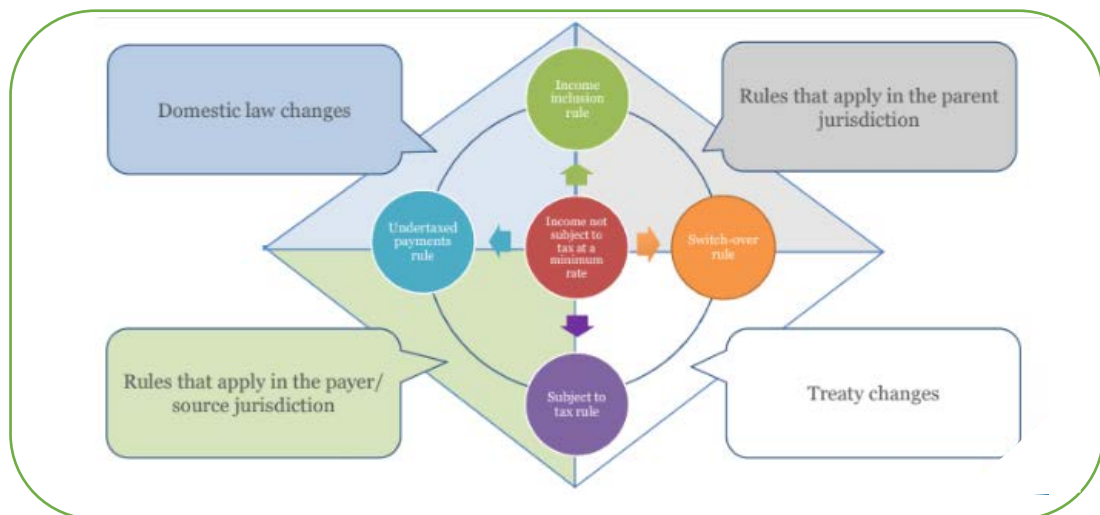 Domestic law changes
Income
inclusion
rule
Rules that apply in the parent
jurisdiction
Undertaxed
payments
rule
Income not
subject to
tax at a
minimum
rate
Switch-over
rule
Rules that apply in the payer/
source jurisdiction
Subject to
tax rule
Treaty changes